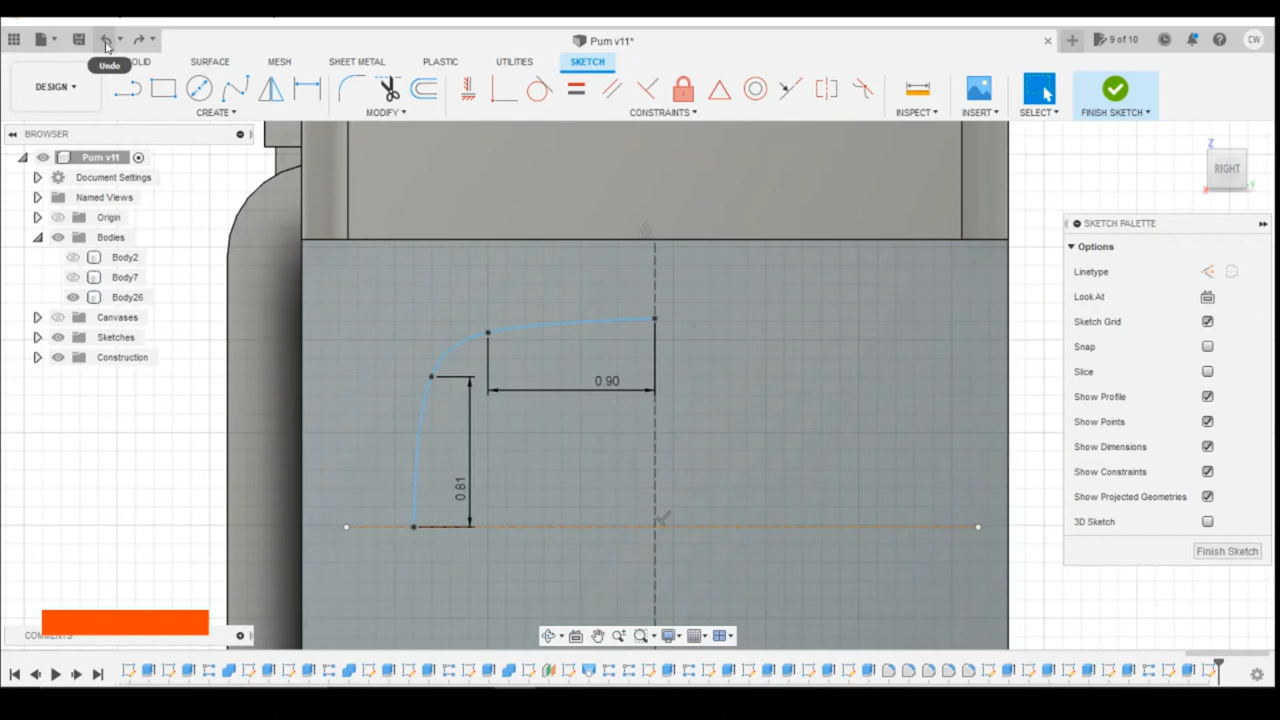 Pum v11*
9 of 10
CW
Undo
OLID
SURFACE
MESH
SHEET METAL
PLASTIC
UTILITIES
SKETCH
DESIGN
CREATE
MODIFY
CONSTRAINTS
INSPECT
INSERT
SELECT
FINISH SKETCH
BROWSER
Pum v11
Document Settings
Named Views
Origin
Bodies
Body2
Body7
Body26
Canvases
Sketches
Construction
Z
RIGHT
X
Y
SKETCH PALETTE
Options
Linetype
Look At
Sketch Grid
Snap
Slice
Show Profile
Show Points
Show Dimensions
Show Constraints
Show Projected Geometries
3D Sketch
Finish Sketch
0.90
0.81
COMMENTS